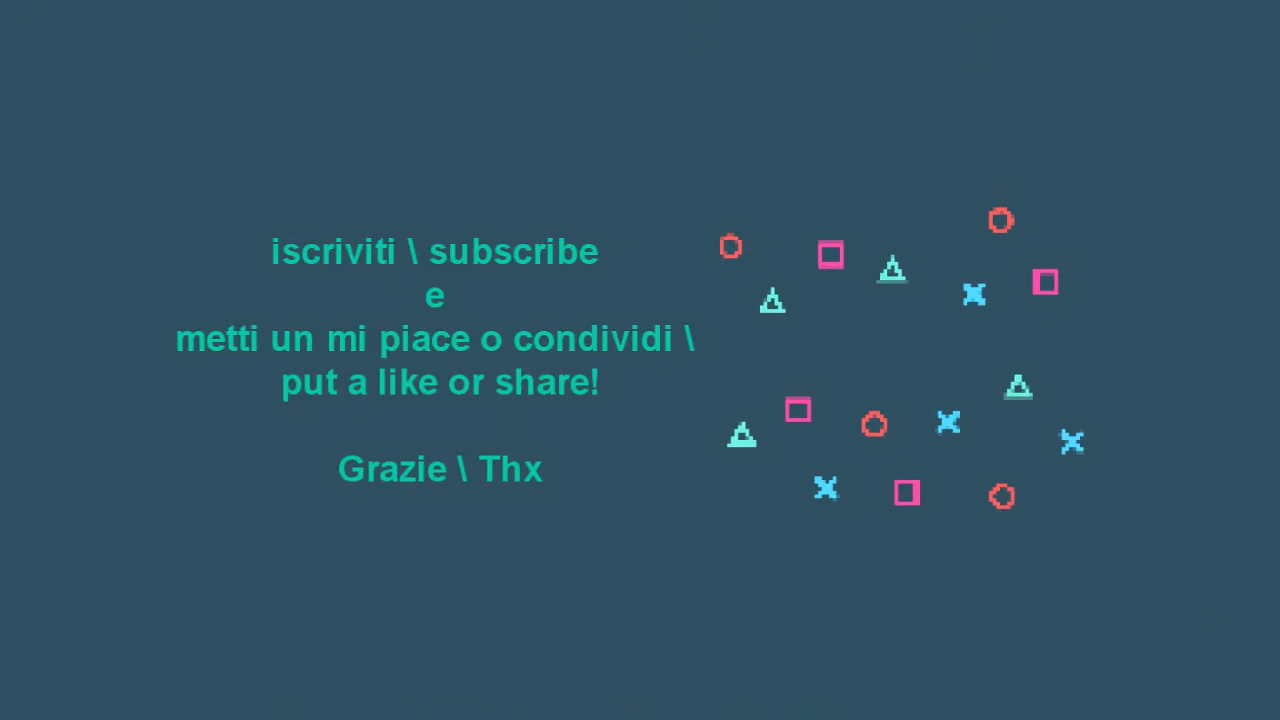 iscriviti \ subscribe
e
metti un mi piace o condividi \
put a like or share!
Grazie \ Thx